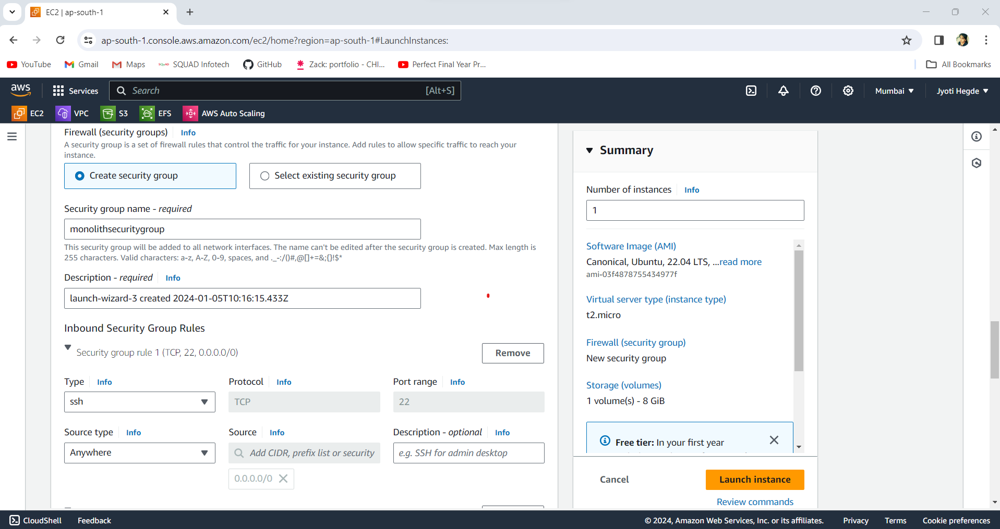 EC2 | ap-south-1
ap-south-1.console.aws.amazon.com/ec2/home?region=ap-south-1#LaunchInstances:
YouTube Gmail Maps SQUAD SQUAD Infotech GitHub Zack: portfolio - CHI... Perfect Final Year Pr... All Bookmarks
aws Services Search [Alt+S] Mumbai Jyoti Hegde
EC2 VPC S3 EFS AWS Auto Scaling
Firewall (security groups) Info
A security group is a set of firewall rules that control the traffic for your instance. Add rules to allow specific traffic to reach your
instance.
Create security group Select existing security group
Security group name - required
monolithsecuritygroup
This security group will be added to all network interfaces. The name can't be edited after the security group is created. Max length is
255 characters. Valid characters: a-z, A-Z, 0-9, spaces, and ._-:/()#,@[]+=&;{}!$*
Description - required Info
launch-wizard-3 created 2024-01-05T10:16:15.433Z
Inbound Security Group Rules
Security group rule 1 (TCP, 22, 0.0.0.0/0)
Remove
Type Info Protocol Info Port range Info
ssh TCP 22
Source type Info Source Info Description - optional Info
Anywhere Add CIDR, prefix list or security e.g. SSH for admin desktop
0.0.0.0/0
Summary
Number of instances Info
1
Software Image (AMI)
Canonical, Ubuntu, 22.04 LTS, ...read more
ami-03f4878755434977f
Virtual server type (instance type)
t2.micro
Firewall (security group)
New security group
Storage (volumes)
1 volume(s) - 8 GiB
Free tier: In your first year
Cancel Launch instance
Review commands
CloudShell Feedback © 2024, Amazon Web Services, Inc. or its affiliates. Privacy Terms Cookie preferences